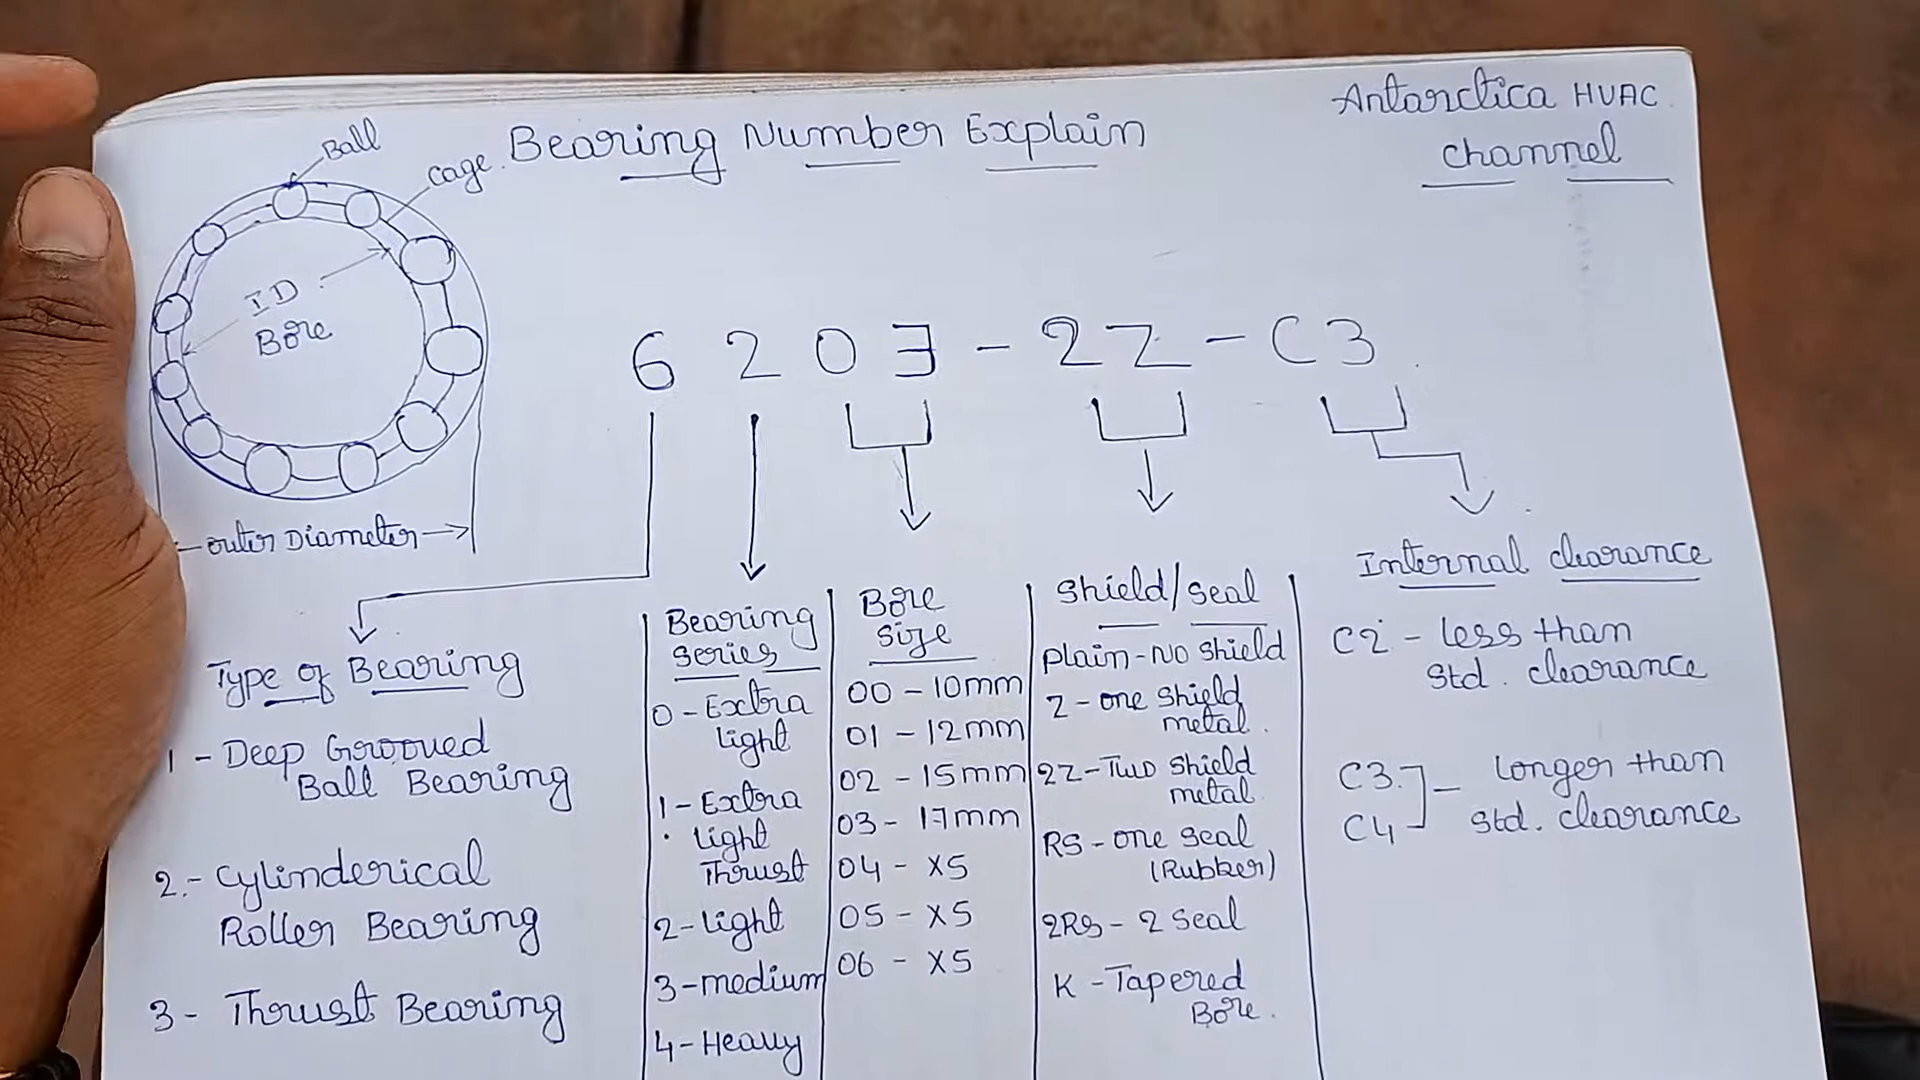 Antarctica HVAC
channel
Bearing Number Explain
Ball
cage
ID
Bore
outer Diameter
6203-2Z-C3
Type of Bearing
1 - Deep Grooved
Ball Bearing
2.- Cylinderical
Roller Bearing
3- Thrust Bearing
Bearing
series
0-Extra
light
1-Extra
light
Thrust
2-light
3-medium
4-Heavy
Bore
size
00-10mm
01-12mm
02-15mm
03-17mm
04-X5
05-X5
06-X5
Shield/Seal
plain-No Shield
Z-one shield
metal.
2Z-Two shield
metal.
RS-one seal
(Rubber)
2RS-2 seal
K-Tapered
Bore.
Internal clearance
C2-less than
std. clearance
C3
C4
- longer than
std. clearance